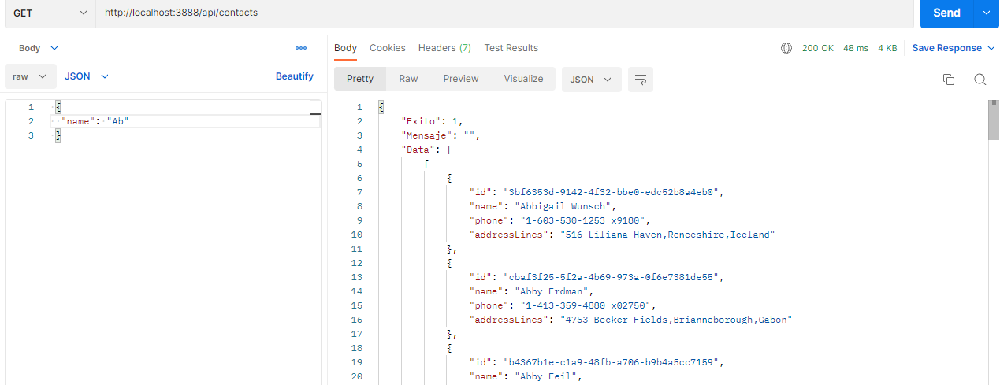 GET http://localhost:3888/api/contacts Send
Body Body Cookies Headers (7) Test Results 200 OK 48 ms 4 KB Save Response
raw JSON Beautify Pretty Raw Preview Visualize JSON
1 {
2 "name": "Ab"
3 }
1 {
2 "Exito": 1,
3 "Mensaje": "",
4 "Data": [
5 [
6 {
7 "id": "3bf6353d-9142-4f32-bbe0-edc52b8a4eb0",
8 "name": "Abbigail Wunsch",
9 "phone": "1-603-530-1253 x9180",
10 "addressLines": "516 Liliana Haven,Reneeshire,Iceland"
11 },
12 {
13 "id": "cbaf3f25-5f2a-4b69-973a-0f6e7381de55",
14 "name": "Abby Erdman",
15 "phone": "1-413-359-4880 x02750",
16 "addressLines": "4753 Becker Fields,Brianneborough,Gabon"
17 },
18 {
19 "id": "b4367b1e-c1a9-48fb-a706-b9b4a5cc7159",
20 "name": "Abby Feil",